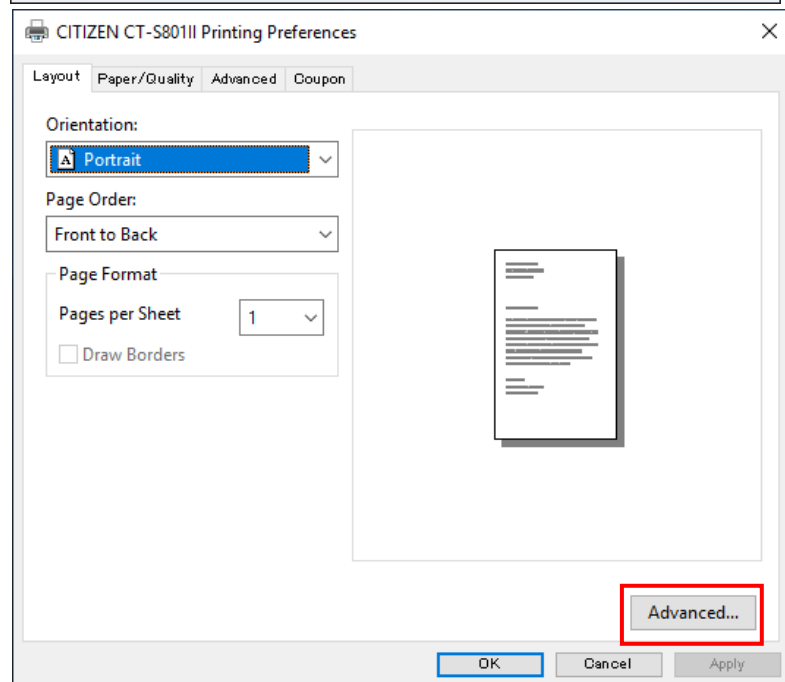 CITIZEN CT-S801II Printing Preferences
Layout Paper/Quality Advanced Coupon
Orientation:
Portrait
Page Order:
Front to Back
Page Format
Pages per Sheet 1
Draw Borders
Advanced...
OK Cancel Apply